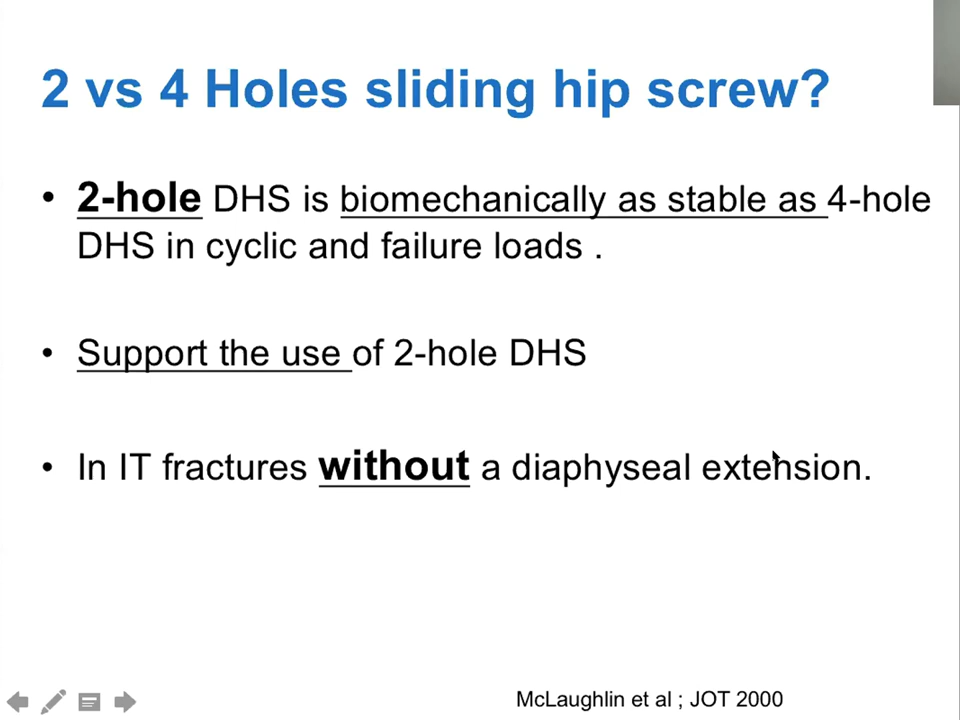 2 vs 4 Holes sliding hip screw?
• 2-hole DHS is biomechanically as stable as 4-hole
DHS in cyclic and failure loads .
• Support the use of 2-hole DHS
• In IT fractures without a diaphyseal extension.
McLaughlin et al ; JOT 2000